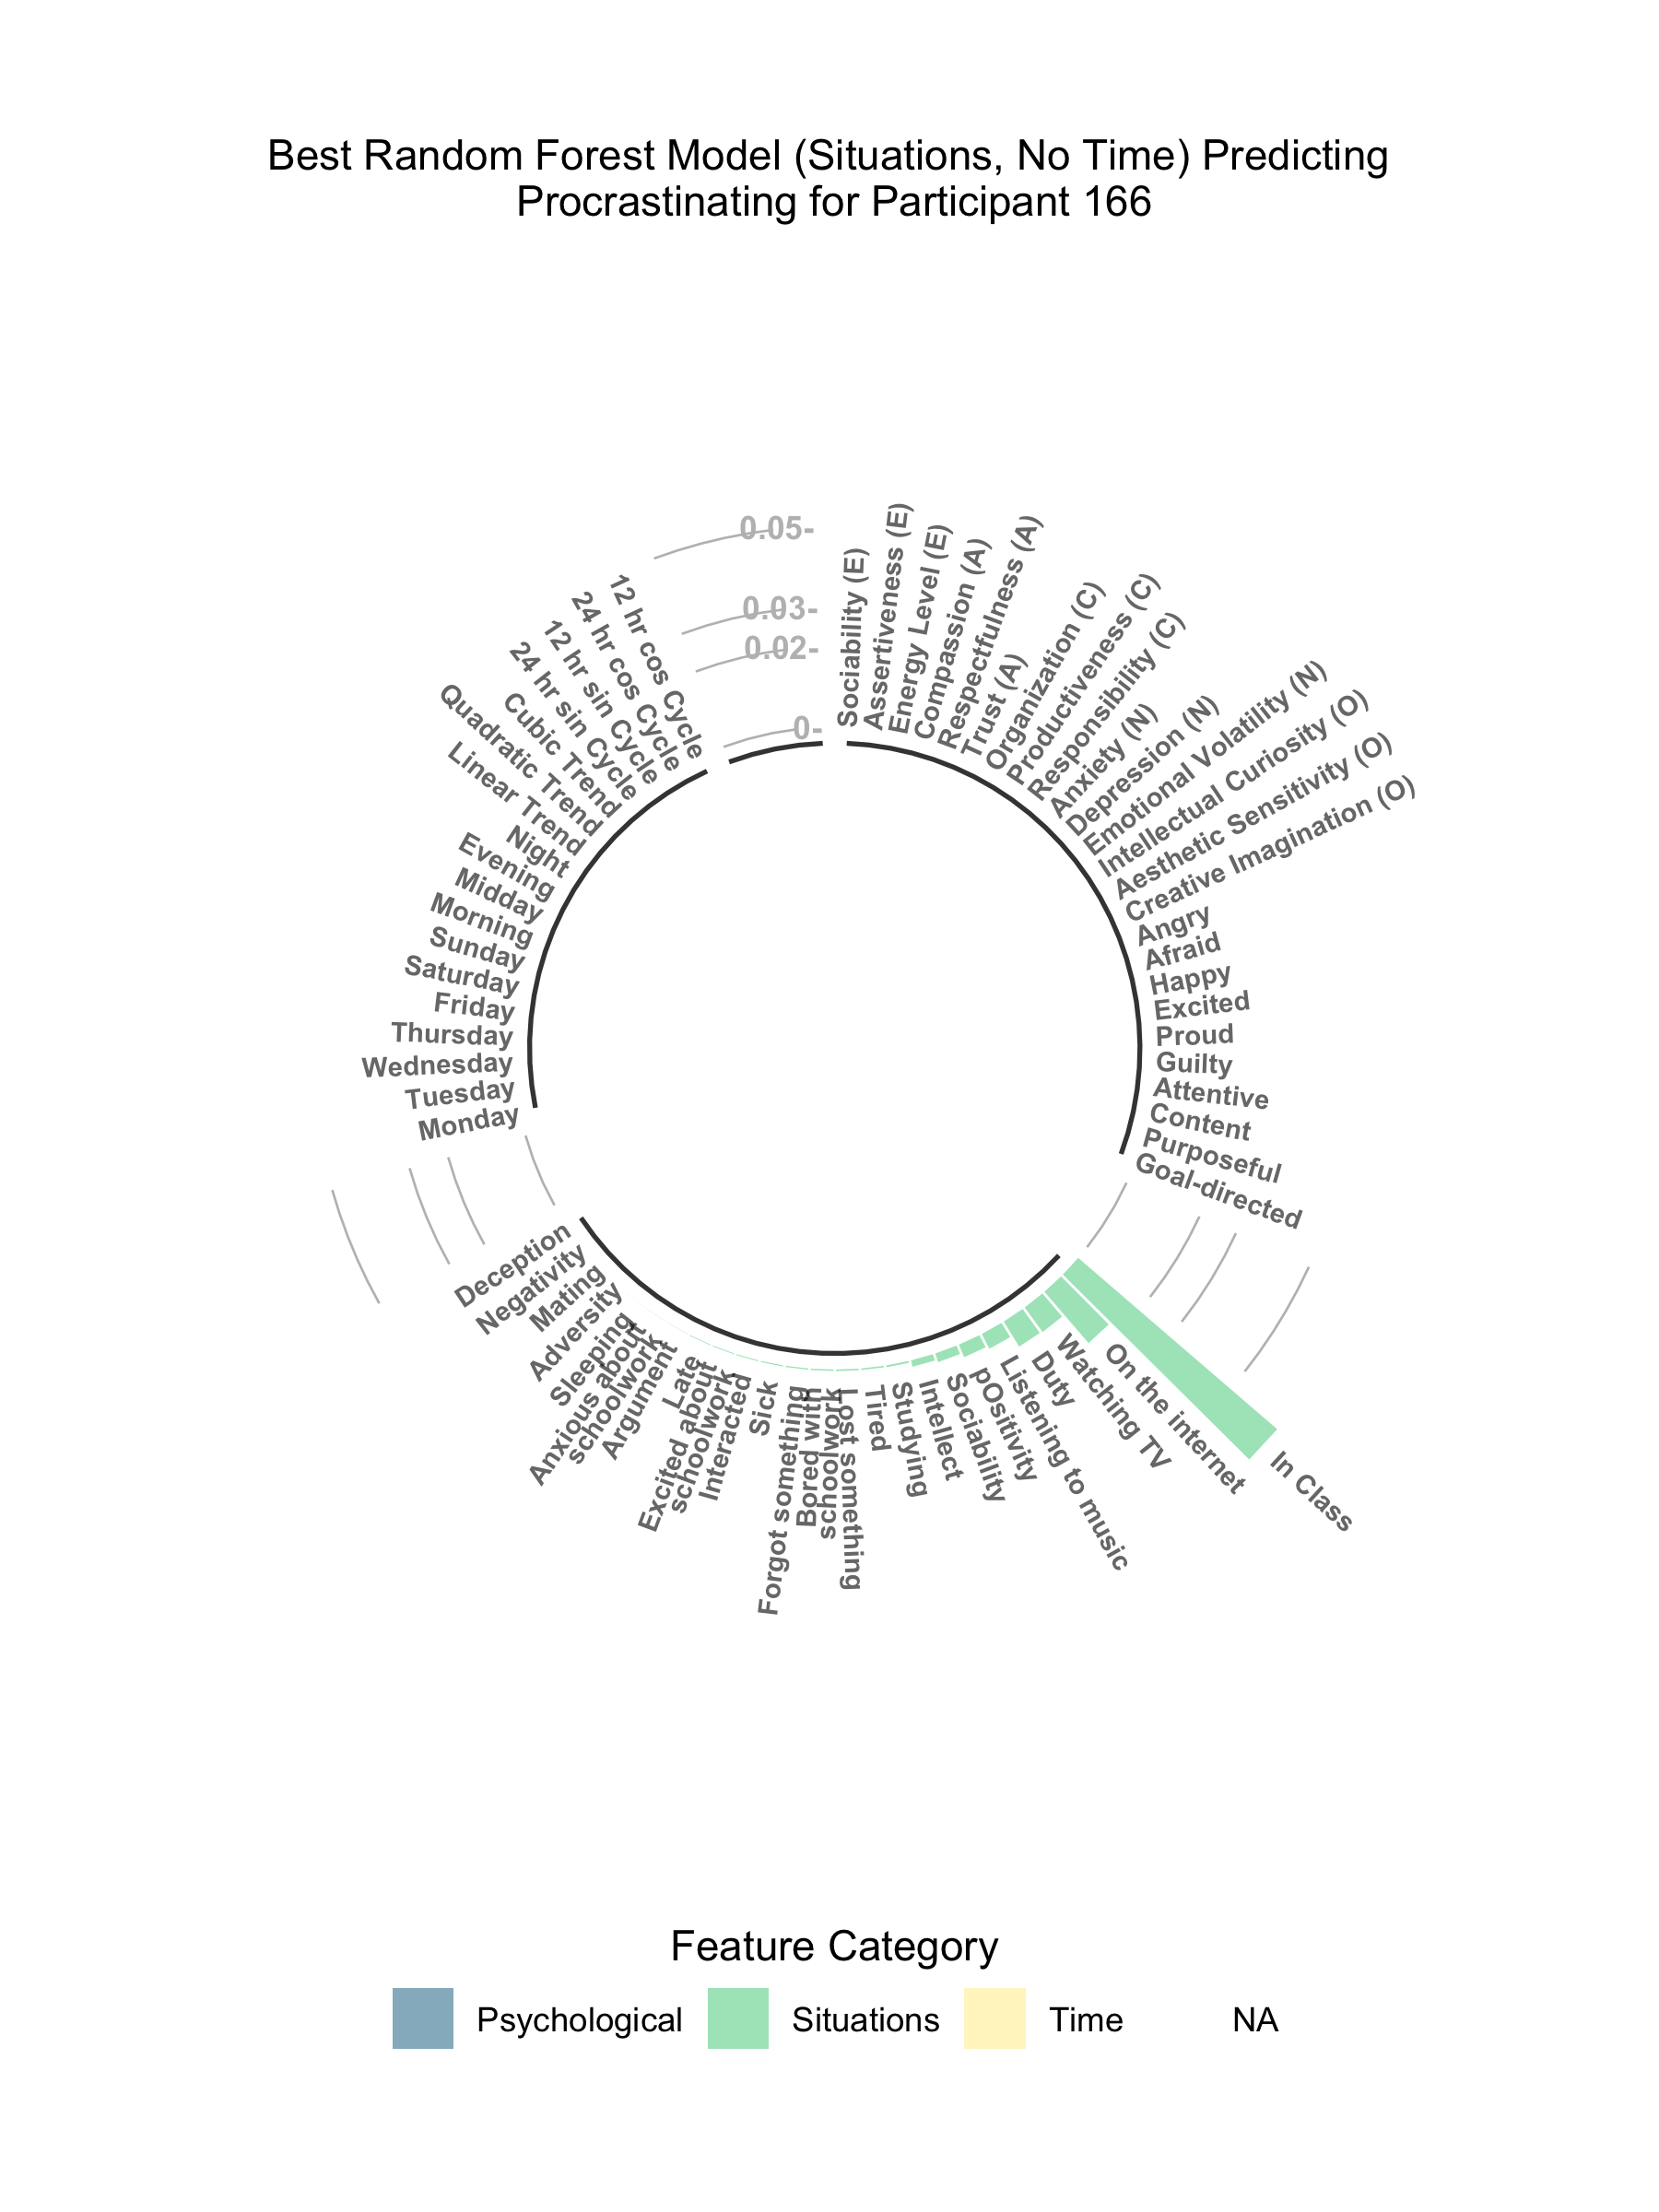 Best Random Forest Model (Situations, No Time) Predicting
Procrastinating for Participant 166
0.05-
0.03-
0.02-
0-
Sociability (E)
Assertiveness (E)
Energy Level (E)
Compassion (A)
Respectfulness (A)
Trust (A)
Organization (C)
Productiveness (C)
Responsibility (C)
Anxiety (N)
Depression (N)
Emotional Volatility (N)
Intellectual Curiosity (O)
Aesthetic Sensitivity (O)
Creative Imagination (O)
Angry
Afraid
Happy
Excited
Proud
Guilty
Attentive
Content
Purposeful
Goal-directed
In Class
On the internet
Watching TV
Duty
Listening to music
pOsitivity
Sociability
Intellect
Studying
Tired
Lost something
Bored with
schoolwork
Forgot something
Sick
Interacted
Excited about
schoolwork
Late
Argument
Anxious about
schoolwork
Sleeping
Adversity
Mating
Negativity
Deception
Monday
Tuesday
Wednesday
Thursday
Friday
Saturday
Sunday
Morning
Midday
Evening
Night
Linear Trend
Quadratic Trend
Cubic Trend
24 hr sin Cycle
12 hr sin Cycle
24 hr cos Cycle
12 hr cos Cycle
Feature Category
Psychological
Situations
Time
NA